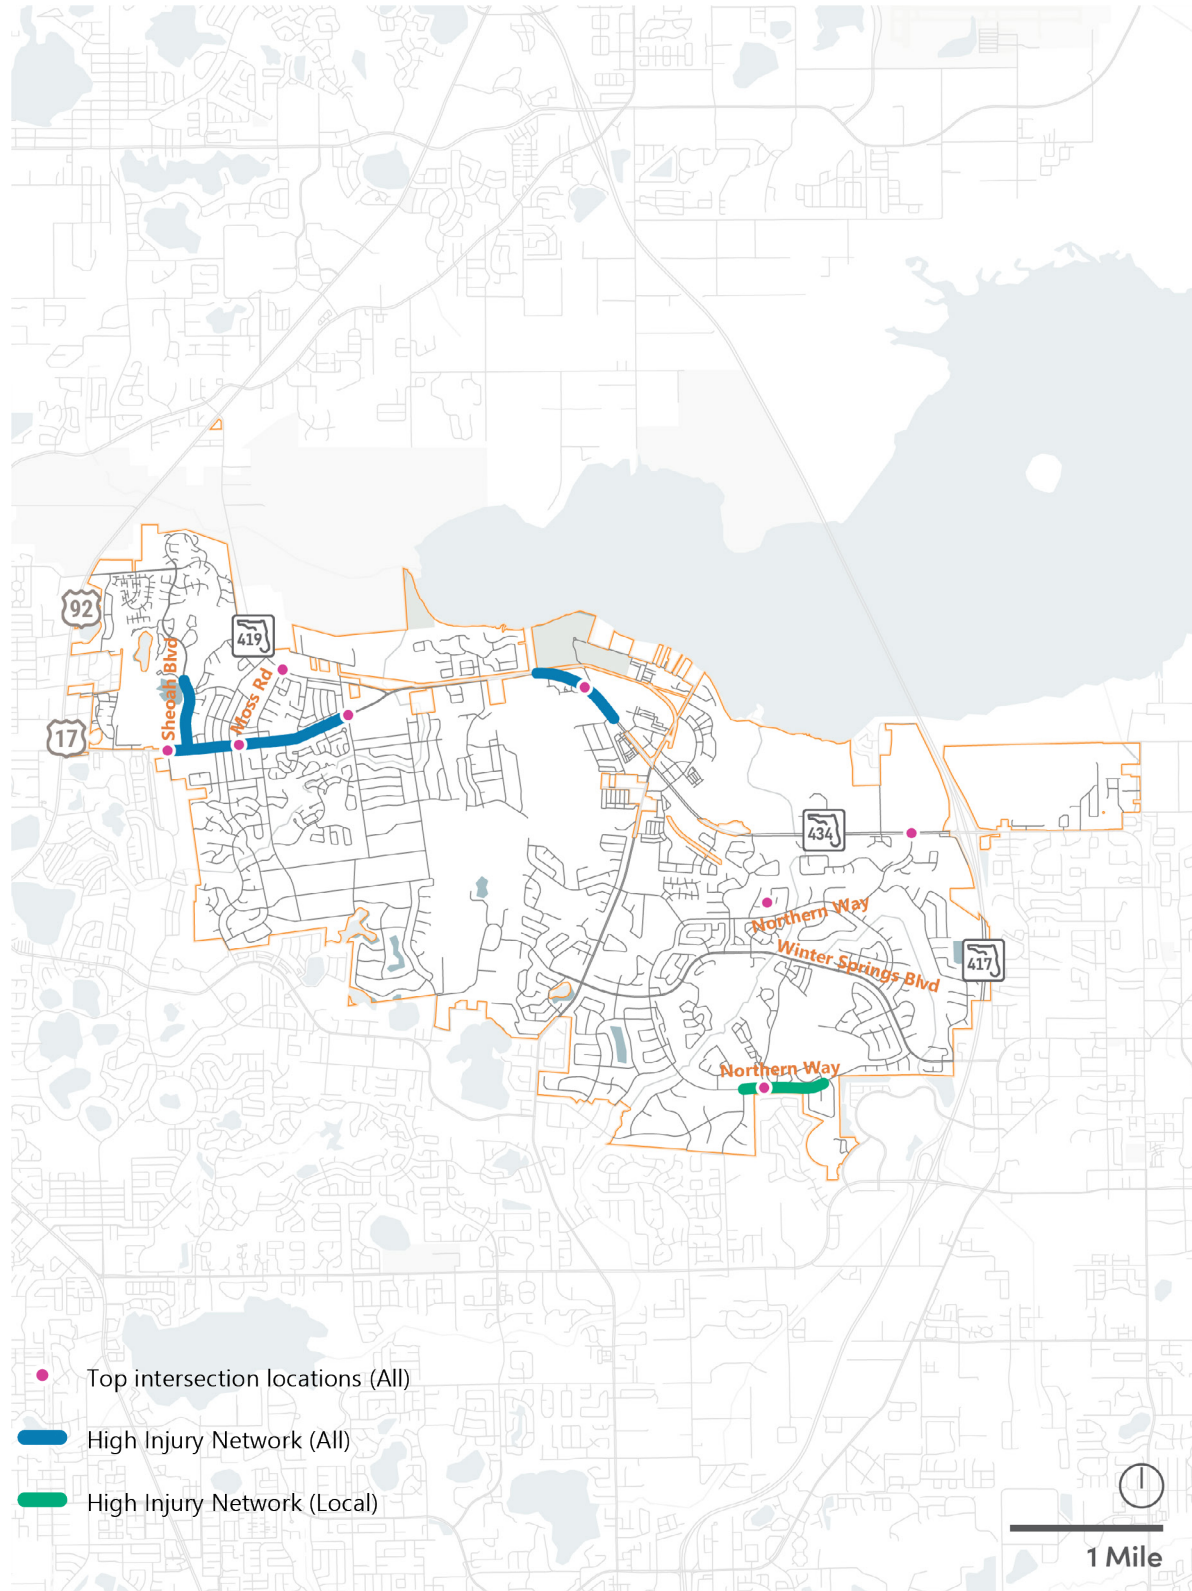 92
419
Sheoah Blvd
Moss Rd
17
434
Northern Way
Winter Springs Blvd
417
Northern Way
Top intersection locations (All)
High Injury Network (All)
High Injury Network (Local)
1 Mile